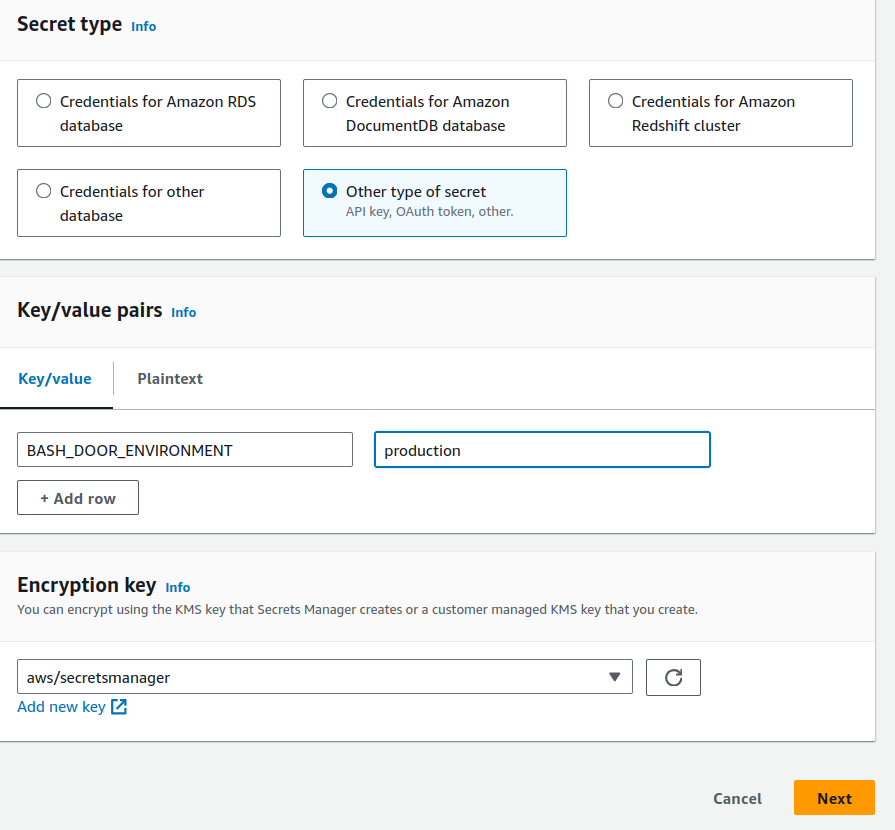 Secret type Info
Credentials for Amazon RDS
database
Credentials for Amazon
DocumentDB database
Credentials for Amazon
Redshift cluster
Credentials for other
database
Other type of secret
API key, OAuth token, other.
Key/value pairs Info
Key/value Plaintext
BASH_DOOR_ENVIRONMENT production
+ Add row
Encryption key Info
You can encrypt using the KMS key that Secrets Manager creates or a customer managed KMS key that you create.
aws/secretsmanager
Add new key
Cancel Next